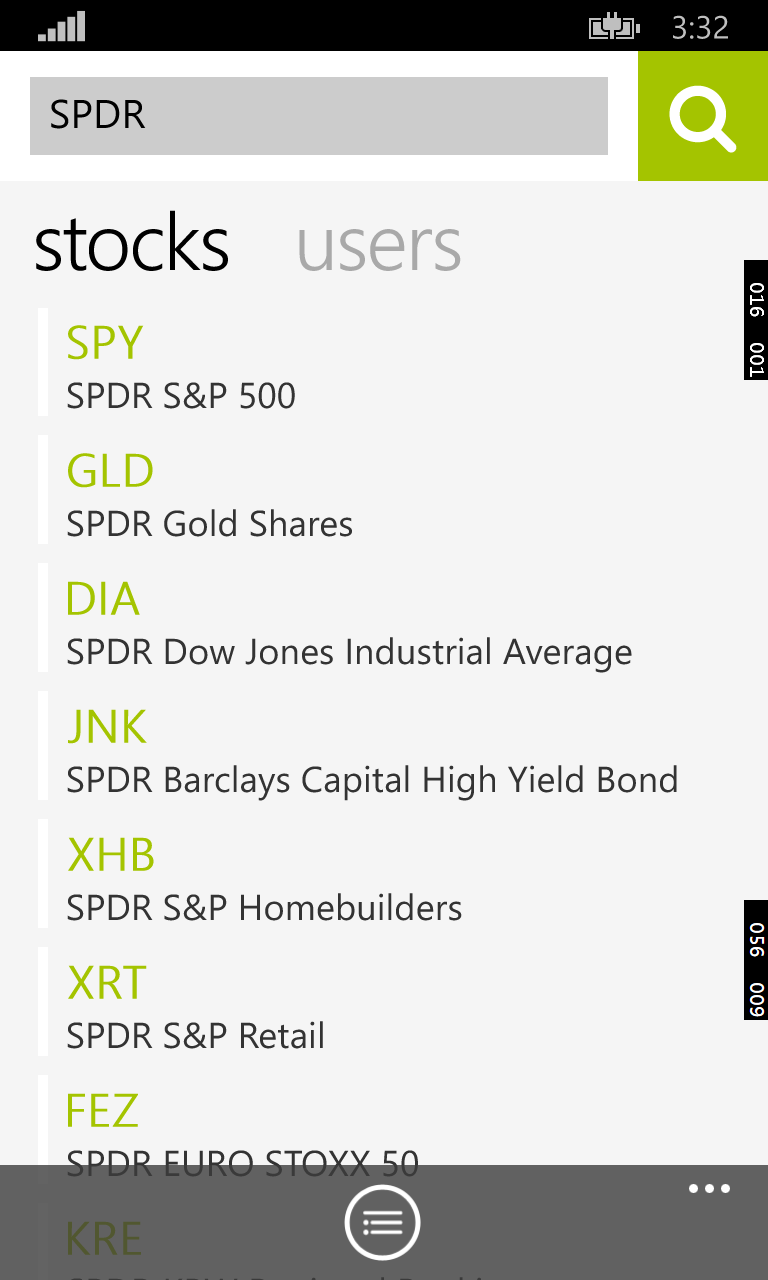 3:32
SPDR
stocks users
016 001
SPY
SPDR S&P 500
GLD
SPDR Gold Shares
DIA
SPDR Dow Jones Industrial Average
JNK
SPDR Barclays Capital High Yield Bond
XHB
SPDR S&P Homebuilders
056 009
XRT
SPDR S&P Retail
FEZ
SPDR EURO STOXX 50
KRE